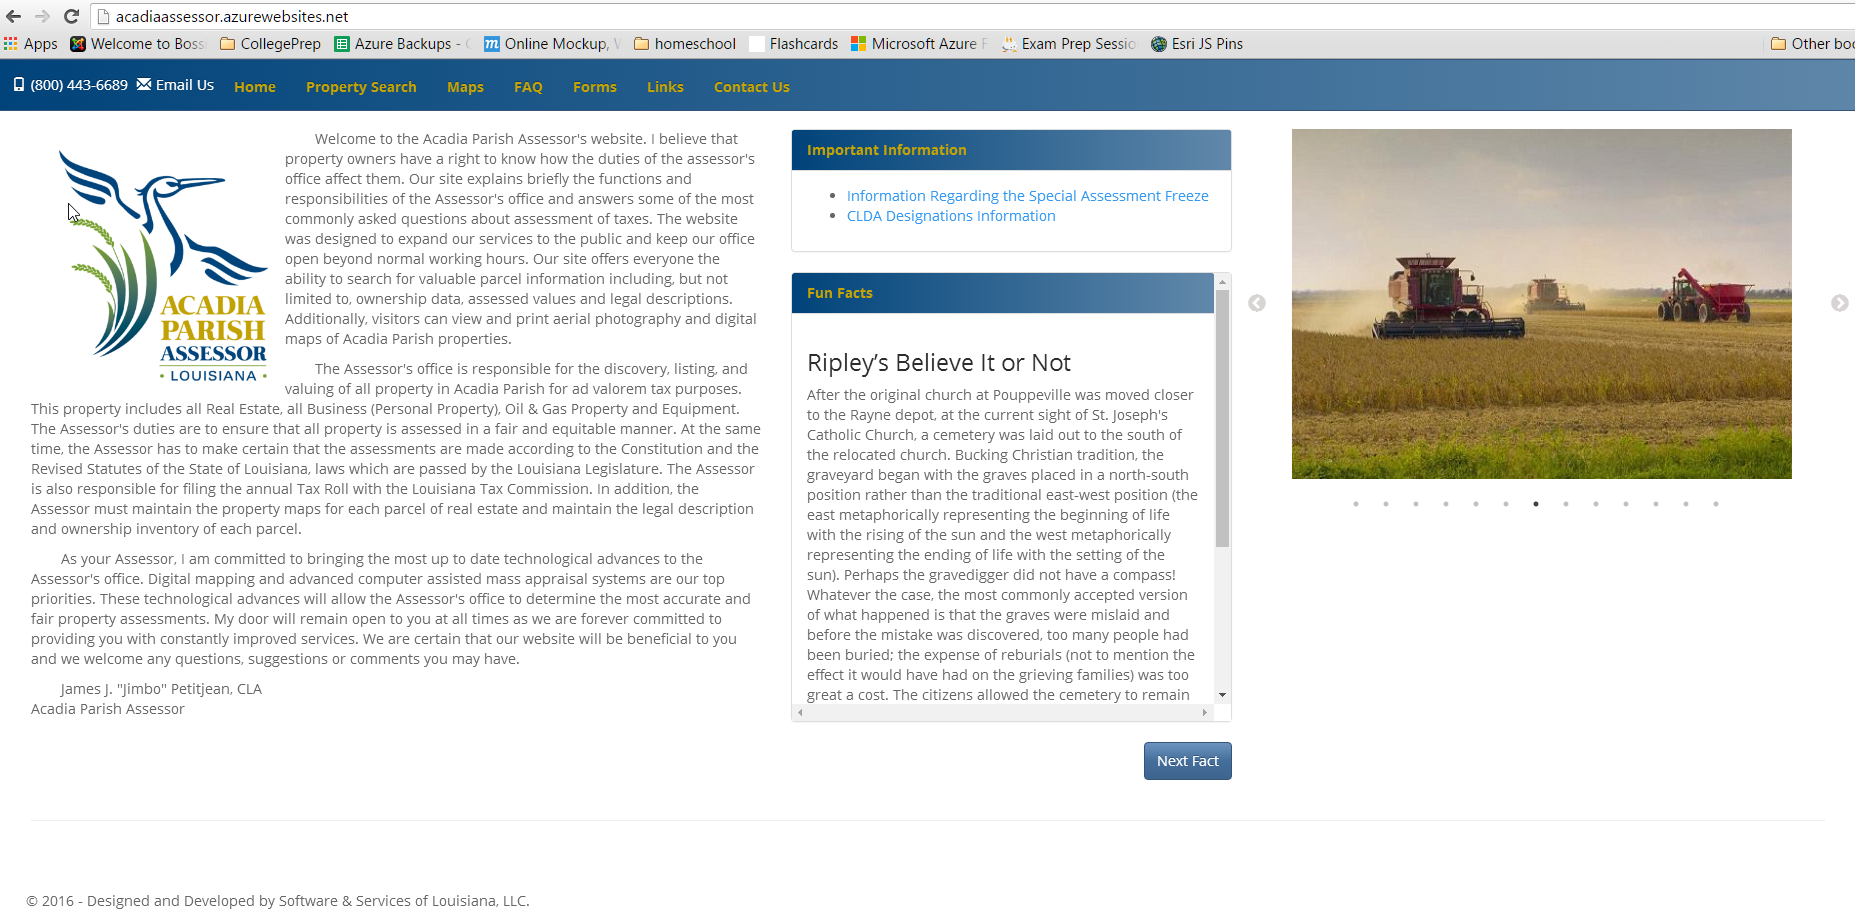 acadiaassessor.azurewebsites.net
Apps Welcome to Boss CollegePrep Azure Backups - Online Mockup, homeschool Flashcards Microsoft Azure Exam Prep Sessio Esri JS Pins Other boo
(800) 443-6689 Email Us Home Property Search Maps FAQ Forms Links Contact Us
ACADIA
PARISH
ASSESSOR
• LOUISIANA •
Welcome to the Acadia Parish Assessor's website. I believe that
property owners have a right to know how the duties of the assessor's
office affect them. Our site explains briefly the functions and
responsibilities of the Assessor's office and answers some of the most
commonly asked questions about assessment of taxes. The website
was designed to expand our services to the public and keep our office
open beyond normal working hours. Our site offers everyone the
ability to search for valuable parcel information including, but not
limited to, ownership data, assessed values and legal descriptions.
Additionally, visitors can view and print aerial photography and digital
maps of Acadia Parish properties.
The Assessor's office is responsible for the discovery, listing, and
valuing of all property in Acadia Parish for ad valorem tax purposes.
This property includes all Real Estate, all Business (Personal Property), Oil & Gas Property and Equipment.
The Assessor's duties are to ensure that all property is assessed in a fair and equitable manner. At the same
time, the Assessor has to make certain that the assessments are made according to the Constitution and the
Revised Statutes of the State of Louisiana, laws which are passed by the Louisiana Legislature. The Assessor
is also responsible for filing the annual Tax Roll with the Louisiana Tax Commission. In addition, the
Assessor must maintain the property maps for each parcel of real estate and maintain the legal description
and ownership inventory of each parcel.
As your Assessor, I am committed to bringing the most up to date technological advances to the
Assessor's office. Digital mapping and advanced computer assisted mass appraisal systems are our top
priorities. These technological advances will allow the Assessor's office to determine the most accurate and
fair property assessments. My door will remain open to you at all times as we are forever committed to
providing you with constantly improved services. We are certain that our website will be beneficial to you
and we welcome any questions, suggestions or comments you may have.
James J. "Jimbo" Petitjean, CLA
Acadia Parish Assessor
Important Information
• Information Regarding the Special Assessment Freeze
• CLDA Designations Information
Fun Facts
Ripley’s Believe It or Not
After the original church at Pouppeville was moved closer
to the Rayne depot, at the current sight of St. Joseph's
Catholic Church, a cemetery was laid out to the south of
the relocated church. Bucking Christian tradition, the
graveyard began with the graves placed in a north-south
position rather than the traditional east-west position (the
east metaphorically representing the beginning of life
with the rising of the sun and the west metaphorically
representing the ending of life with the setting of the
sun). Perhaps the gravedigger did not have a compass!
Whatever the case, the most commonly accepted version
of what happened is that the graves were mislaid and
before the mistake was discovered, too many people had
been buried; the expense of reburials (not to mention the
effect it would have had on the grieving families) was too
great a cost. The citizens allowed the cemetery to remain
Next Fact
© 2016 - Designed and Developed by Software & Services of Louisiana, LLC.